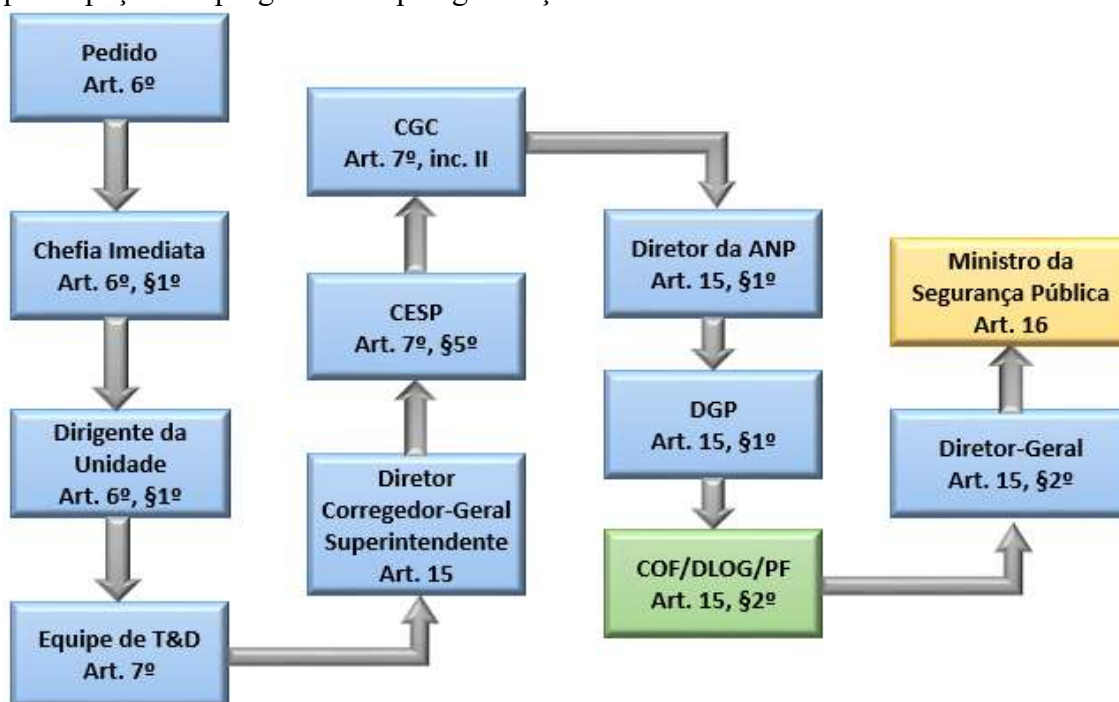 Pedido
Art. 6º
Chefia Imediata
Art. 6º, §1º
Dirigente da
Unidade
Art. 6º, §1º
Equipe de T&D
Art. 7º
Diretor
Corregedor-Geral
Superintendente
Art. 15
CESP
Art. 7º, §5º
CGC
Art. 7º, inc. II
Diretor da ANP
Art. 15, §1º
DGP
Art. 15, §1º
COF/DLOG/PF
Art. 15, §2º
Diretor-Geral
Art. 15, §2º
Ministro da
Segurança Pública
Art. 16